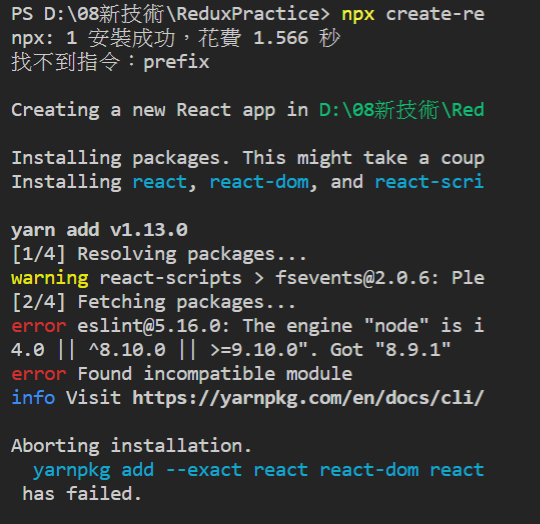 PS D:\08新技術\ReduxPractice> npx create-re
npx: 1 安裝成功，花費 1.566 秒
找不到指令：prefix
Creating a new React app in D:\08新技術\Red
Installing packages. This might take a coup
Installing react, react-dom, and react-scri
yarn add v1.13.0
[1/4] Resolving packages...
warning react-scripts > fsevents@2.0.6: Ple
[2/4] Fetching packages...
error eslint@5.16.0: The engine "node" is i
4.0 || ^8.10.0 || >=9.10.0". Got "8.9.1"
error Found incompatible module
info Visit https://yarnpkg.com/en/docs/cli/
Aborting installation.
yarnpkg add --exact react react-dom react
has failed.